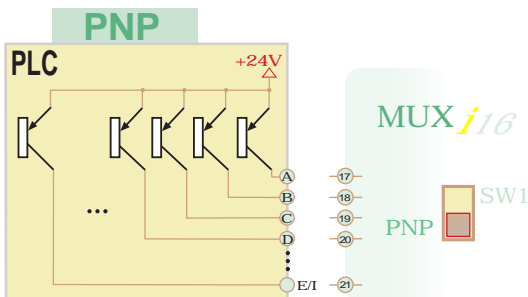 PNP
PLC
+24V
MUX i16
SW1
PNP
A 17
B 18
C 19
D 20
E/I 21